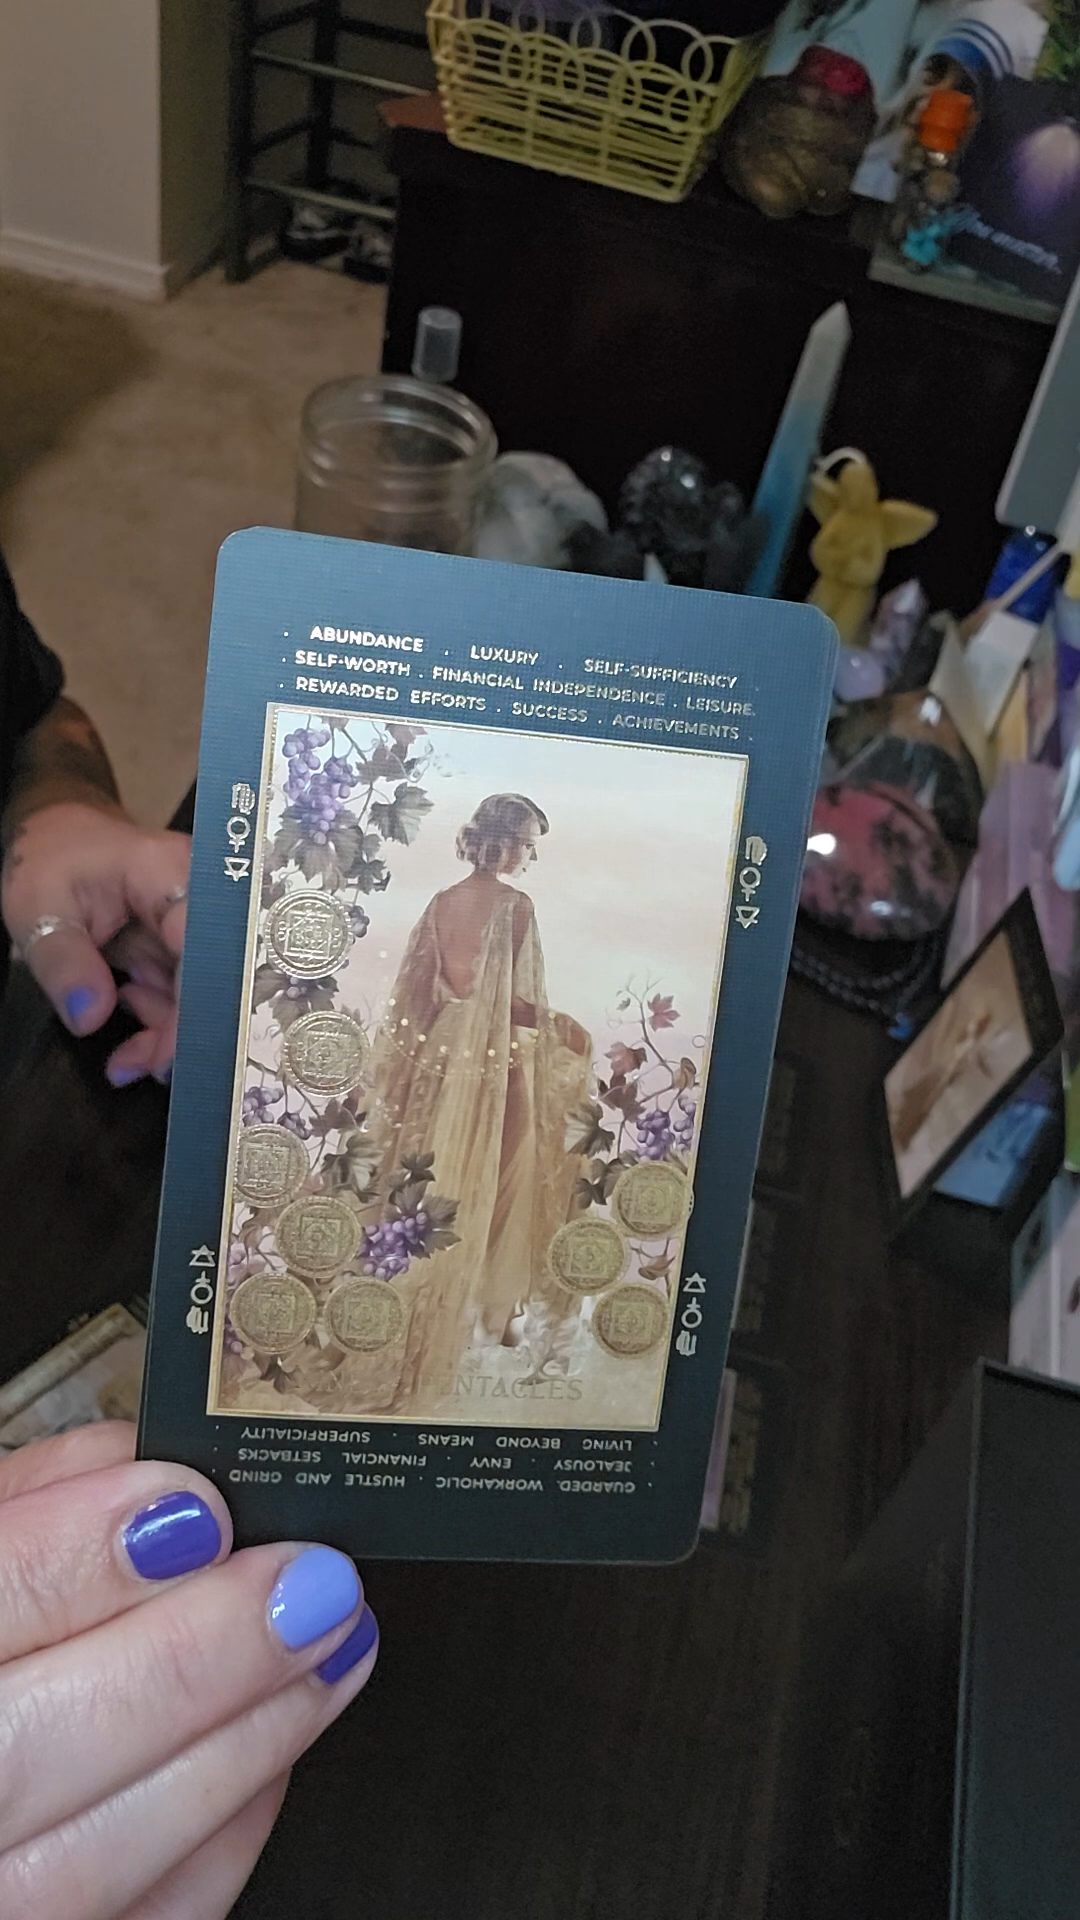 · ABUNDANCE · LUXURY · SELF-SUFFICIENCY ·
· SELF-WORTH · FINANCIAL INDEPENDENCE · LEISURE.
· REWARDED EFFORTS · SUCCESS · ACHIEVEMENTS ·
PENTACLES
GUARDED. WORKAHOLIC · HUSTLE AND GRIND
JEALOUSY · ENVY · FINANCIAL SETBACKS
LIVING BEYOND MEANS · SUPERFICIALITY